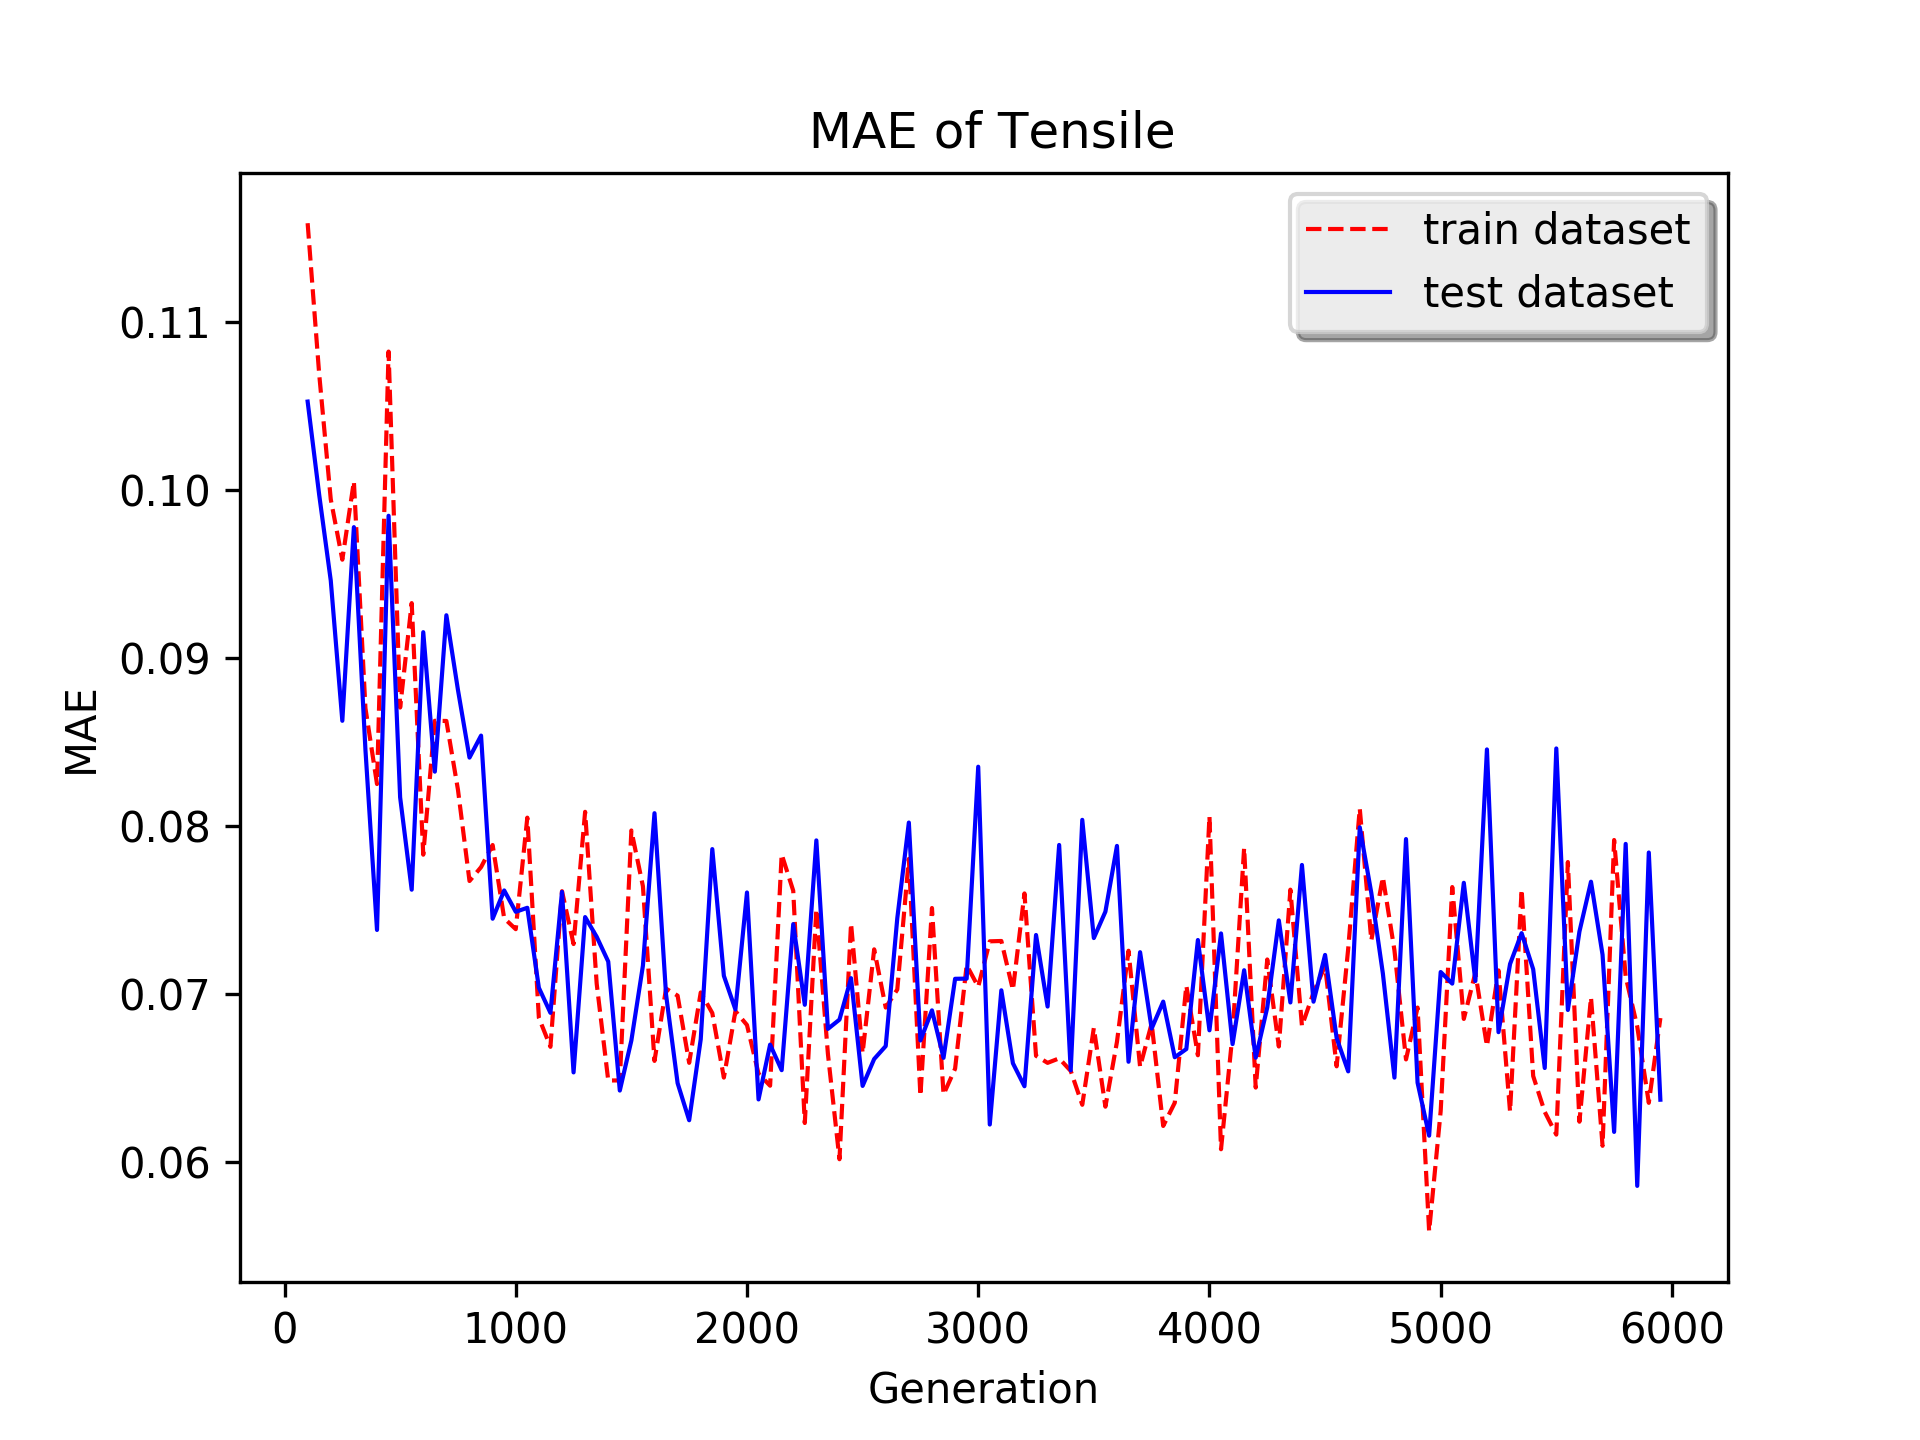 MAE of Tensile
train dataset
test dataset
0.11
0.10
0.09
0.08
0.07
0.06
MAE
0 1000 2000 3000 4000 5000 6000
Generation